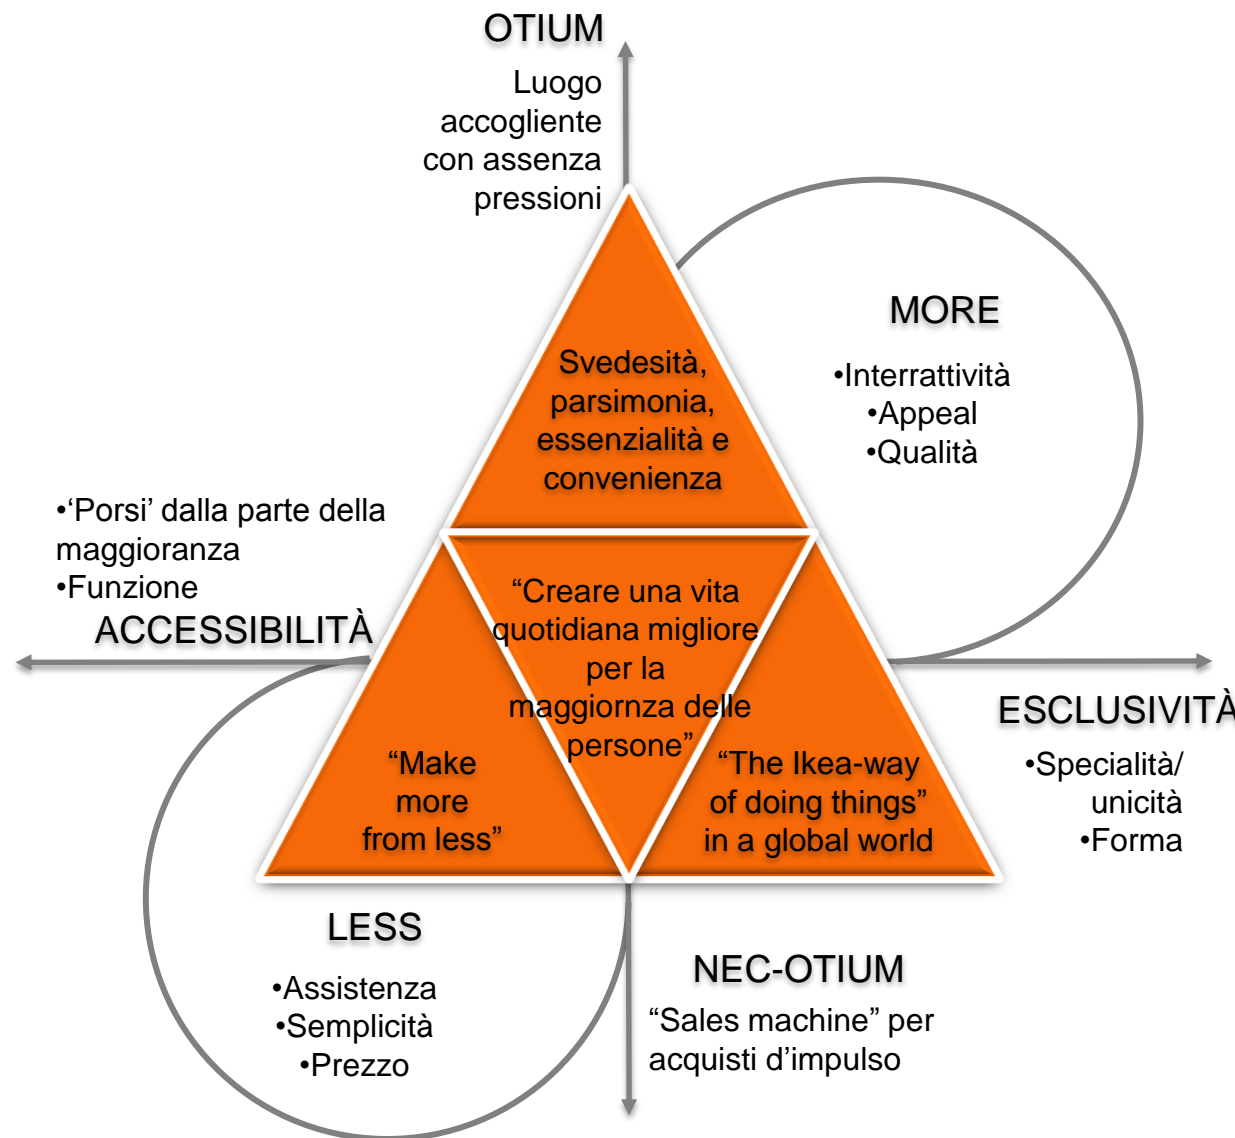 OTIUM
Luogo
accogliente
con assenza
pressioni
MORE
•Interrattività
•Appeal
•Qualità
Svedesità,
parsimonia,
essenzialità e
convenienza
•‘Porsi’ dalla parte della
maggioranza
•Funzione
ACCESSIBILITÀ
“Creare una vita
quotidiana migliore
per la
maggiornza delle
persone”
ESCLUSIVITÀ
•Specialità/
unicità
•Forma
“Make
more
from less”
“The Ikea-way
of doing things”
in a global world
LESS
•Assistenza
•Semplicità
•Prezzo
NEC-OTIUM
“Sales machine” per
acquisti d’impulso